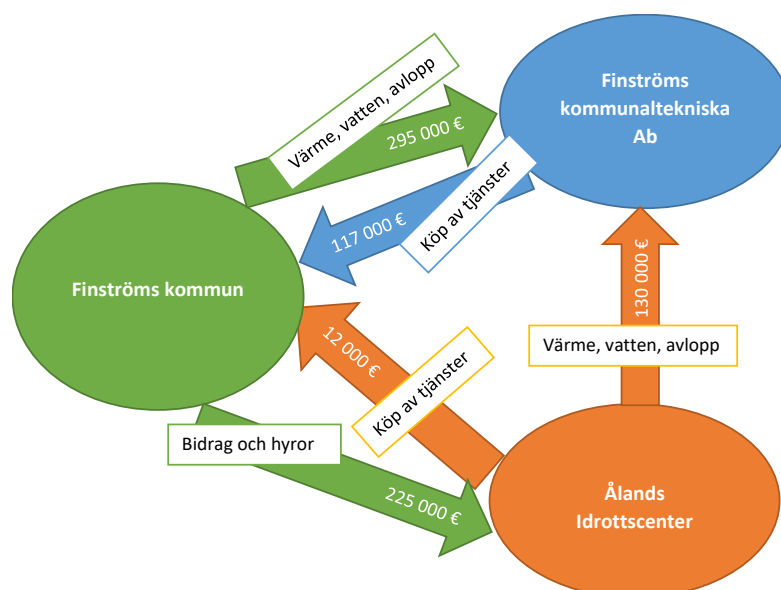 Värme, vatten, avlopp
295 000 €
Finströms
kommunaltekniska
Ab
Köp av tjänster
117 000 €
Finströms kommun
130 000 €
Värme, vatten, avlopp
12 000 €
Köp av tjänster
Bidrag och hyror
225 000 €
Ålands
Idrottscenter